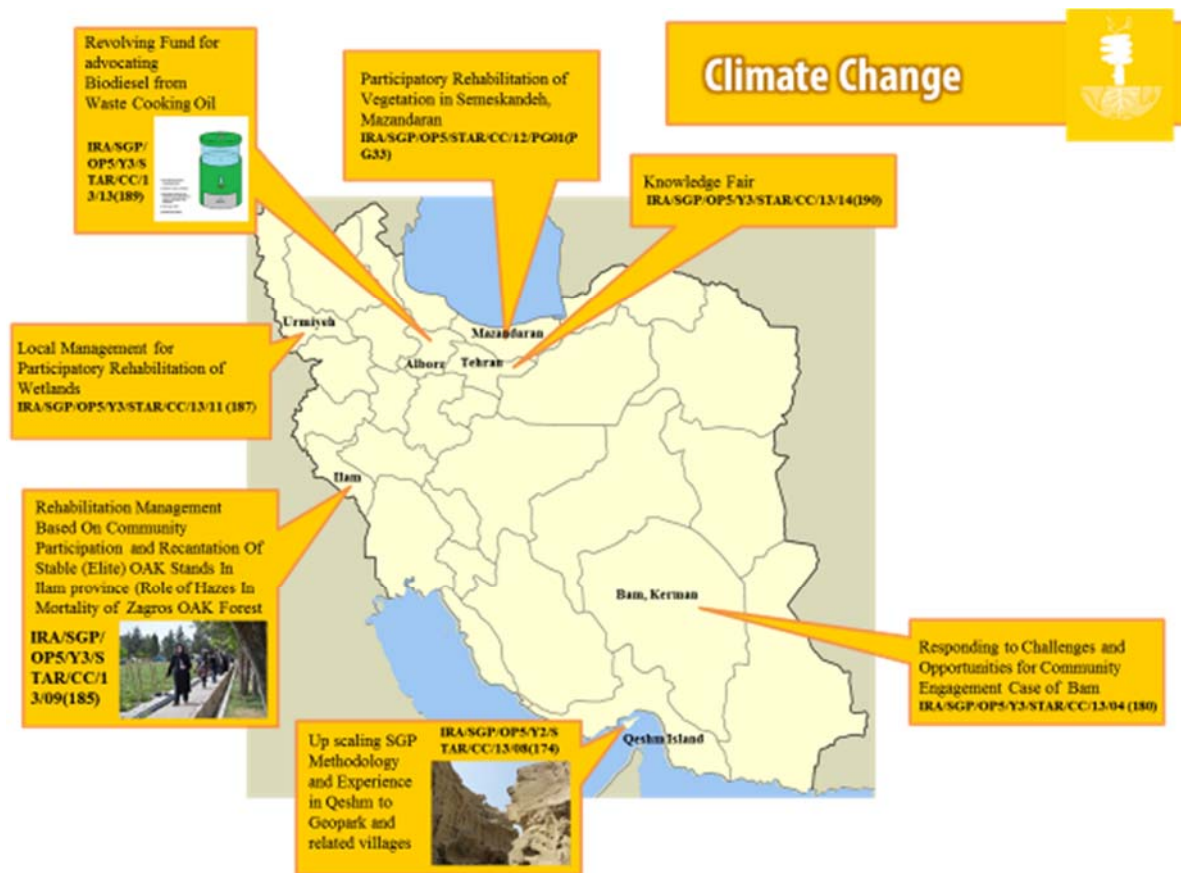 Climate Change
Revolving Fund for
advocating
Biodiesel from
Waste Cooking Oil
IRA/SGP/
OP5/Y3/S
TAR/CC/1
3/13(189)
Participatory Rehabilitation of
Vegetation in Semeskandeh,
Mazandaran
IRA/SGP/OP5/STAR/CC/12/PG01(P
G33)
Knowledge Fair
IRA/SGP/OP5/Y3/STAR/CC/13/14(190)
Urmiyeh
Mazandaran
Alborz
Tehran
Local Management for
Participatory Rehabilitation of
Wetlands
IRA/SGP/OP5/Y3/STAR/CC/13/11 (187)
Ilam
Rehabilitation Management
Based On Community
Participation and Recantation Of
Stable (Elite) OAK Stands In
Ilam province (Role of Hazes In
Mortality of Zagros OAK Forest
IRA/SGP/
OP5/Y3/S
TAR/CC/1
3/09(185)
Bam, Kerman
Responding to Challenges and
Opportunities for Community
Engagement Case of Bam
IRA/SGP/OP5/Y3/STAR/CC/13/04 (180)
Qeshm Island
Up scaling SGP
Methodology
and Experience
in Qeshm to
Geopark and
related villages
IRA/SGP/OP5/Y2/S
TAR/CC/13/08(174)